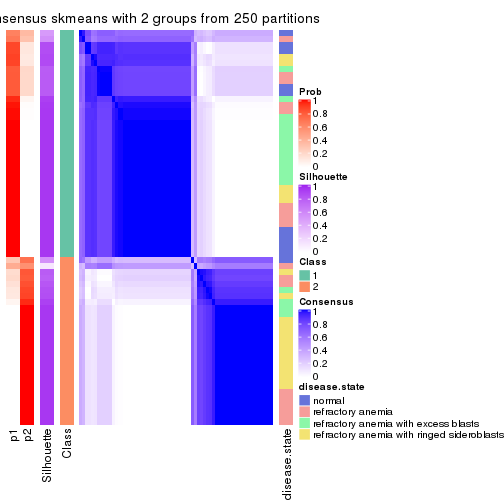 nsensus skmeans with 2 groups from 250 partitions
Prob
1
0.8
0.6
0.4
0.2
0
Silhouette
1
0.8
0.6
0.4
0.2
0
Class
1
2
Consensus
1
0.8
0.6
0.4
0.2
0
disease.state
normal
refractory anemia
refractory anemia with excess blasts
refractory anemia with ringed sideroblasts
p1
p2
Silhouette
Class
disease.state